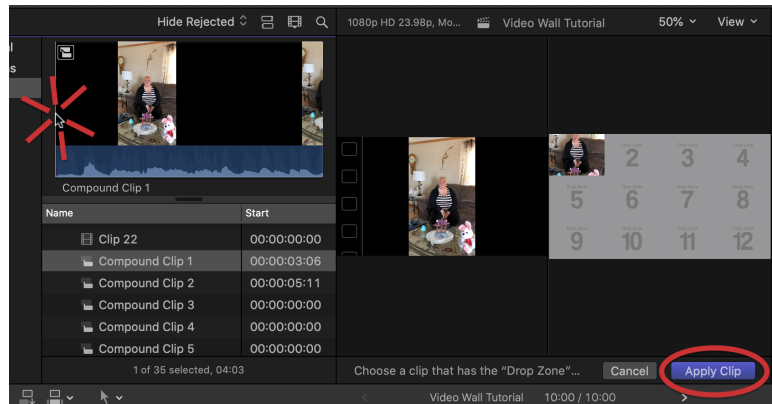 Hide Rejected
1080p HD 23.98p, Mo...
Video Wall Tutorial
50%
View
Compound Clip 1
Name
Start
Clip 22
00:00:00:00
Compound Clip 1
00:00:03:06
Compound Clip 2
00:00:05:11
Compound Clip 3
00:00:00:00
Compound Clip 4
00:00:00:00
Compound Clip 5
00:00:00:00
1 of 35 selected, 04:03
2
3
4
5
6
7
8
9
10
11
12
Choose a clip that has the “Drop Zone”...
Cancel
Apply Clip
Video Wall Tutorial
10:00 / 10:00